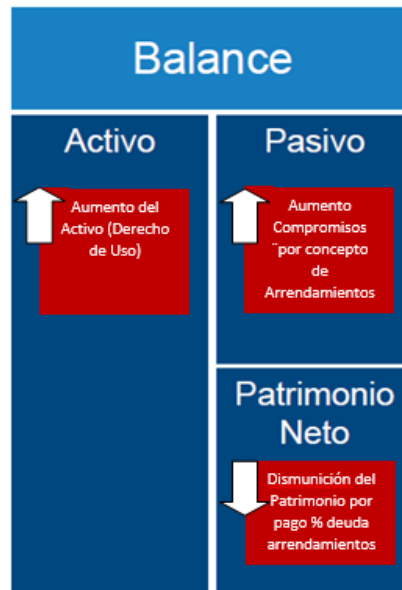 Balance
Activo
Aumento del
Activo (Derecho
de Uso)
Pasivo
Aumento
Compromisos
¨por concepto
de
Arrendamientos
Patrimonio
Neto
Dismunición del
Patrimonio por
pago % deuda
arrendamientos